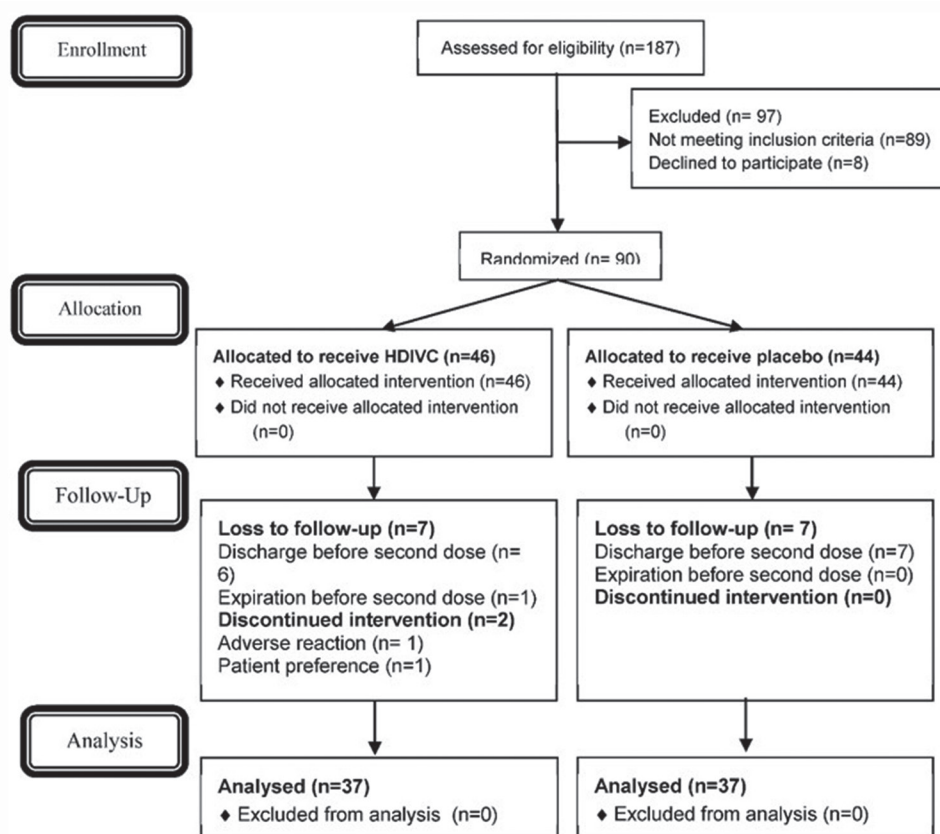 Enrollment
Assessed for eligibility (n=187)
Excluded (n= 97)
Not meeting inclusion criteria (n=89)
Declined to participate (n=8)
Randomized (n= 90)
Allocation
Allocated to receive HDIVC (n=46)
♦ Received allocated intervention (n=46)
♦ Did not receive allocated intervention
(n=0)
Allocated to receive placebo (n=44)
♦ Received allocated intervention (n=44)
♦ Did not receive allocated intervention
(n=0)
Follow-Up
Loss to follow-up (n=7)
Discharge before second dose (n=
6)
Expiration before second dose (n=1)
Discontinued intervention (n=2)
Adverse reaction (n= 1)
Patient preference (n=1)
Loss to follow-up (n= 7)
Discharge before second dose (n=7)
Expiration before second dose (n=0)
Discontinued intervention (n=0)
Analysis
Analysed (n=37)
♦ Excluded from analysis (n=0)
Analysed (n=37)
♦ Excluded from analysis (n=0)